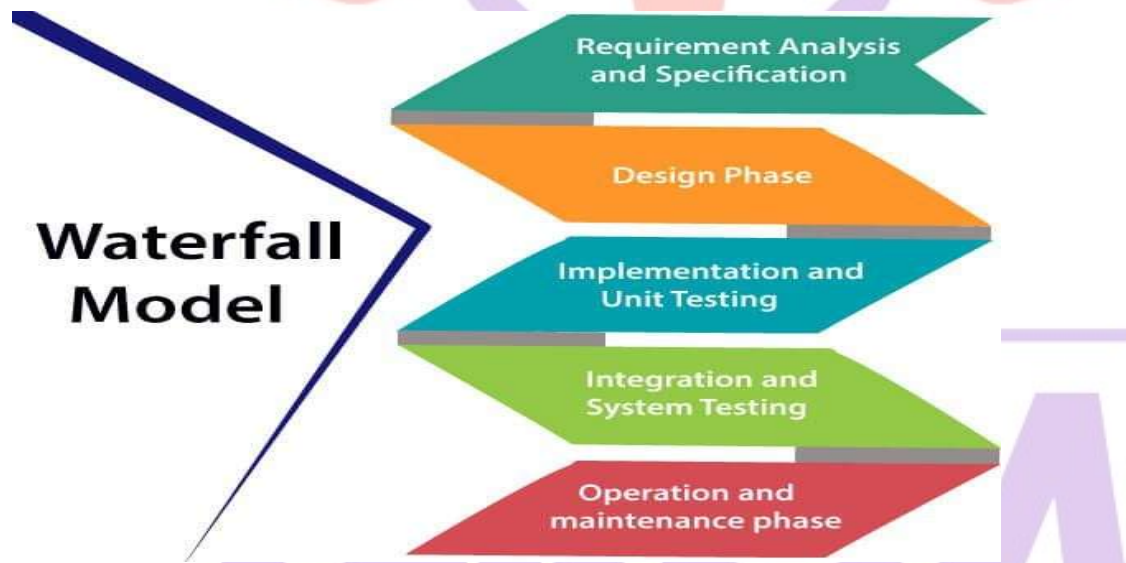 Waterfall
Model
Requirement Analysis
and Specification
Design Phase
Implementation and
Unit Testing
Integration and
System Testing
Operation and
maintenance phase